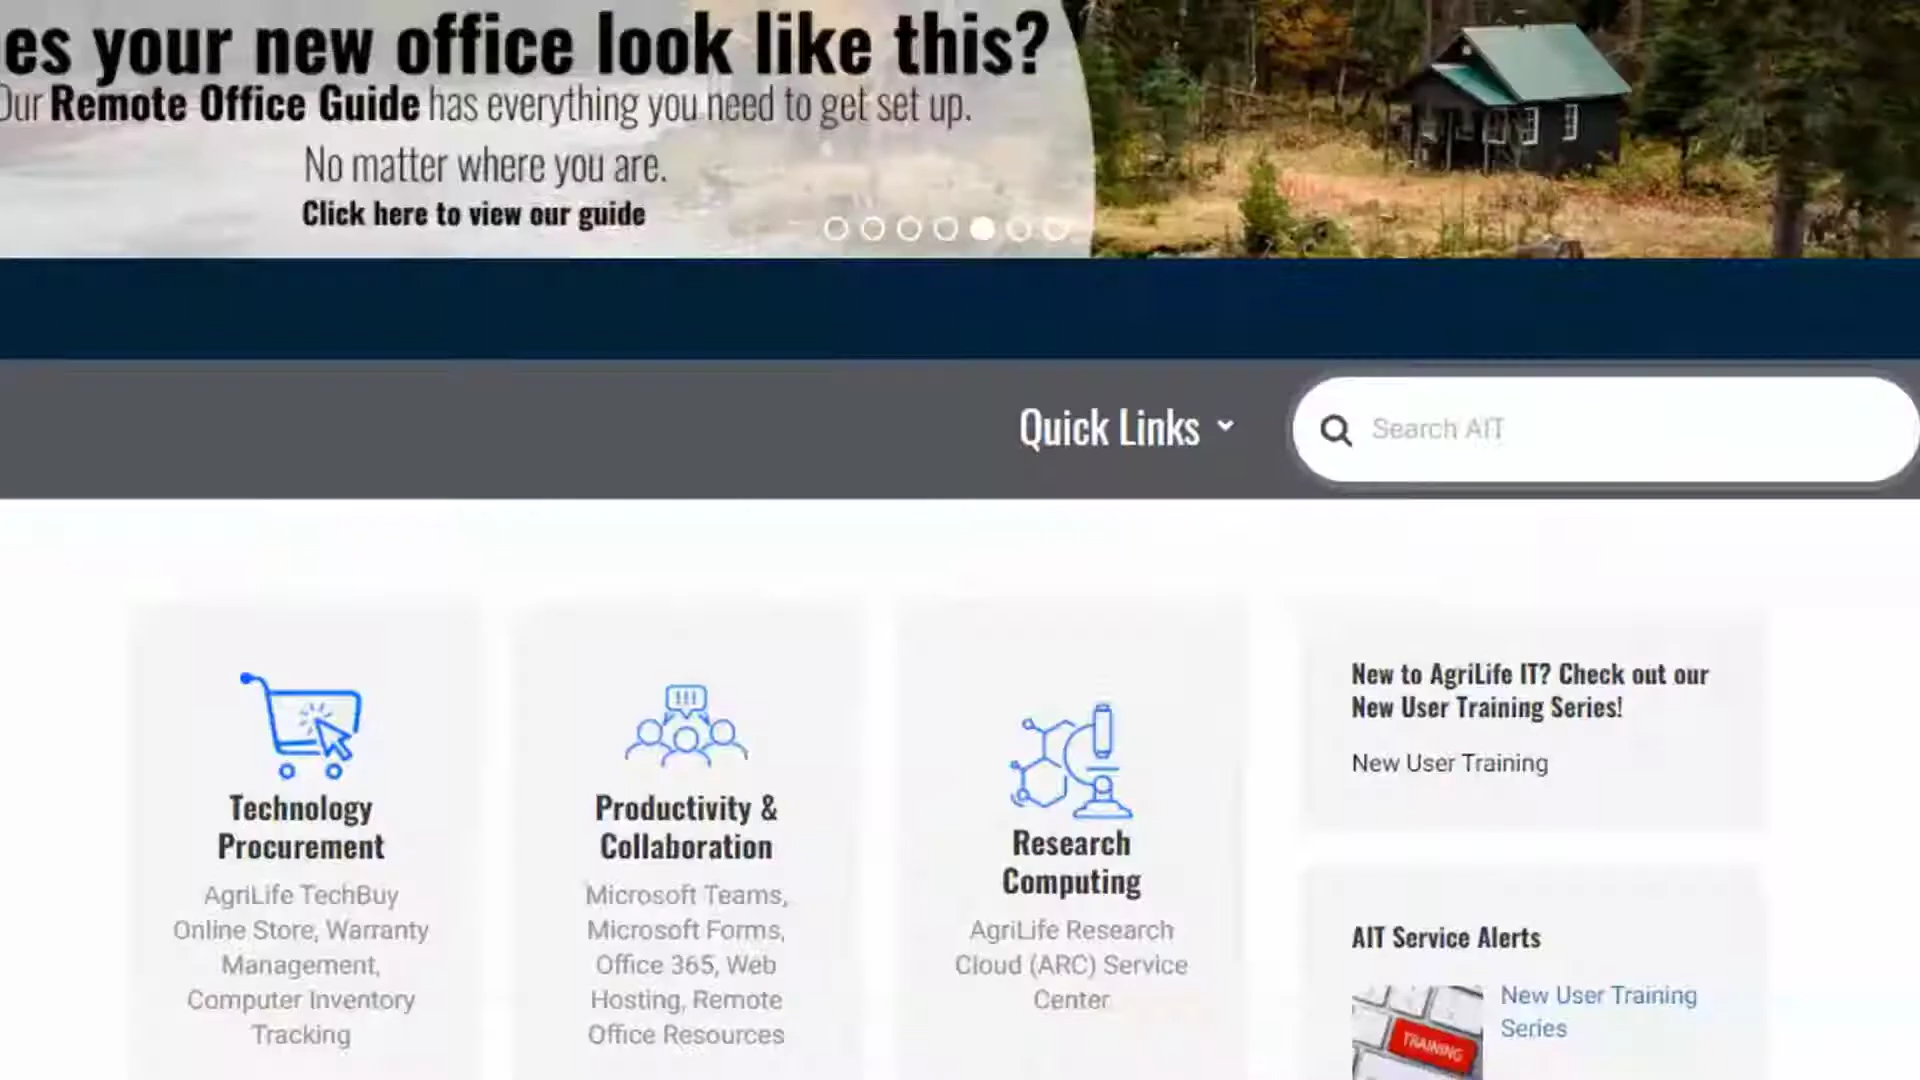 es your new office look like this?
Our Remote Office Guide has everything you need to get set up.
No matter where you are.
Click here to view our guide
Quick Links
Search AIT
Technology
Procurement
AgriLife TechBuy
Online Store, Warranty
Management,
Computer Inventory
Tracking
Productivity &
Collaboration
Microsoft Teams,
Microsoft Forms,
Office 365, Web
Hosting, Remote
Office Resources
Research
Computing
AgriLife Research
Cloud (ARC) Service
Center
New to AgriLife IT? Check out our
New User Training Series!
New User Training
AIT Service Alerts
TRAINING
New User Training
Series